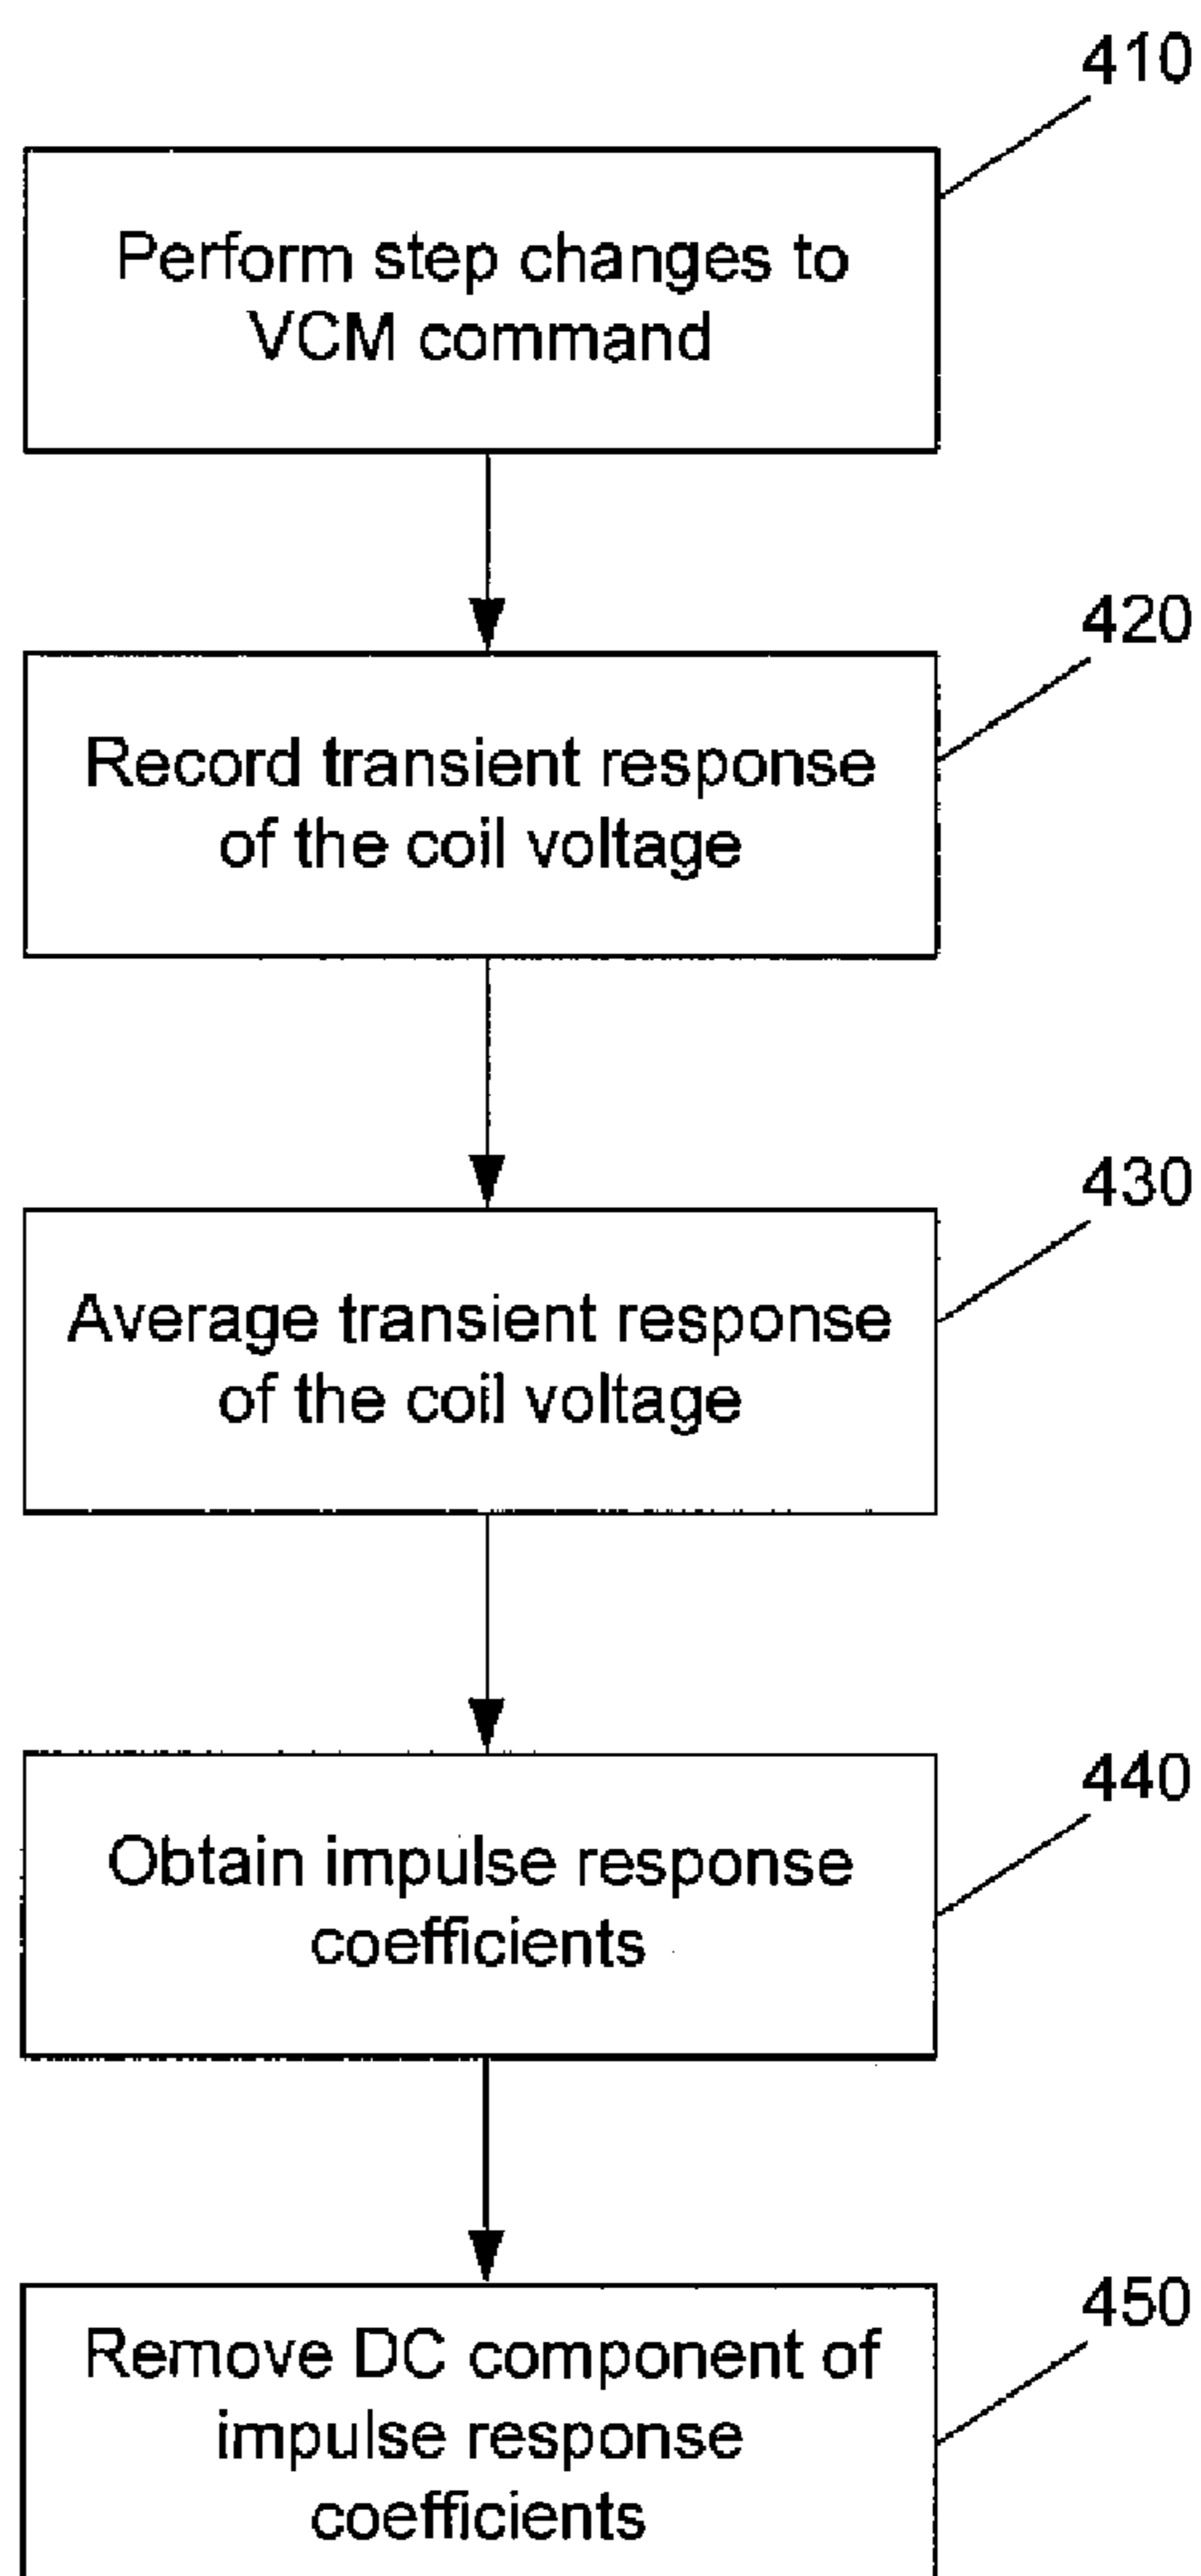 410
Perform step changes to
VCM command
420
Record transient response
of the coil voltage
430
Average transient response
of the coil voltage
440
Obtain impulse response
coefficients
450
Remove DC component of
impulse response
coefficients